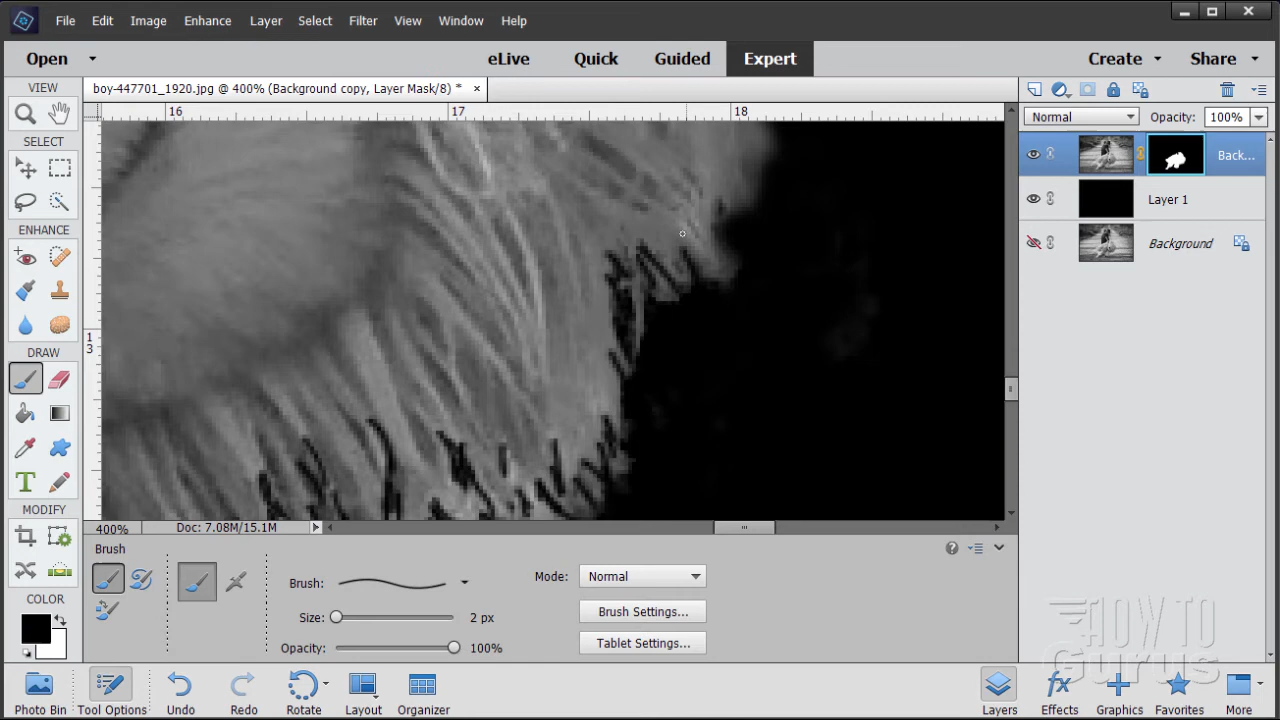 File Edit Image Enhance Layer Select Filter View Window Help
Open eLive Quick Guided Expert Create Share
VIEW
boy-447701_1920.jpg @ 400% (Background copy, Layer Mask/8) * ×
16 17 18
Normal Opacity: 100%
Back...
SELECT
Layer 1
ENHANCE
Background
1
3
DRAW
T
MODIFY
400% Doc: 7.08M/15.1M
Brush
Brush: Mode: Normal
COLOR
Size: 2 px Brush Settings...
Opacity: 100% Tablet Settings...
HOW TO
Gurus
Photo Bin Tool Options Undo Redo Rotate Layout Organizer Layers fx Effects Graphics Favorites More